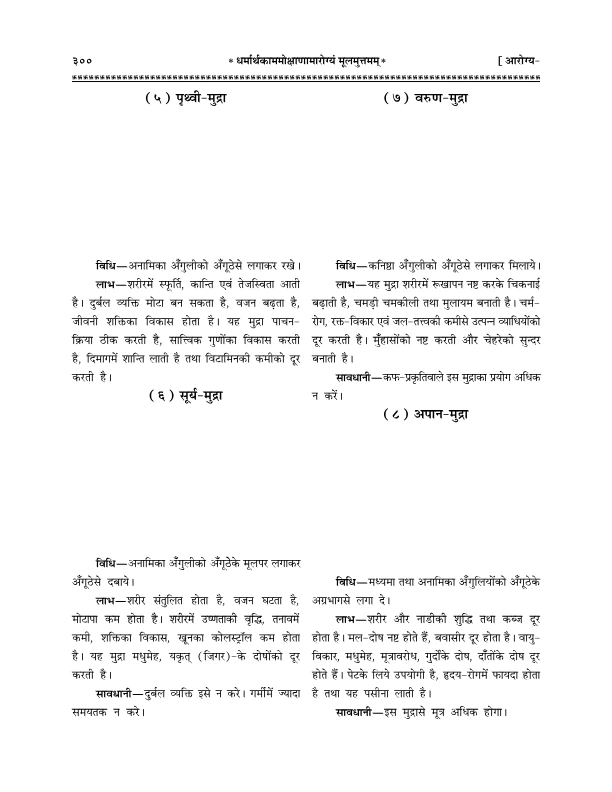 ३००
* धर्मार्थकाममोक्षाणामारोग्यं मूलमुत्तमम् *
[ आरोग्य-
( ५ ) पृथ्वी-मुद्रा
विधि—अनामिका अँगुलीको अँगूठेसे लगाकर रखे।
लाभ—शरीरमें स्फूर्ति, कान्ति एवं तेजस्विता आती
है। दुर्बल व्यक्ति मोटा बन सकता है, वजन बढ़ता है,
जीवनी शक्तिका विकास होता है। यह मुद्रा पाचन-
क्रिया ठीक करती है, सात्त्विक गुणोंका विकास करती
है, दिमागमें शान्ति लाती है तथा विटामिनकी कमीको दूर
करती है।
( ६ ) सूर्य-मुद्रा
विधि—अनामिका अँगुलीको अँगूठेके मूलपर लगाकर
अँगूठेसे दबाये।
लाभ—शरीर संतुलित होता है, वजन घटता है,
मोटापा कम होता है। शरीरमें उष्णताकी वृद्धि, तनावमें
कमी, शक्तिका विकास, खूनका कोलस्ट्रॉल कम होता
है। यह मुद्रा मधुमेह, यकृत् (जिगर)-के दोषोंको दूर
करती है।
सावधानी—दुर्बल व्यक्ति इसे न करे। गर्मीमें ज्यादा
समयतक न करे।
( ७ ) वरुण-मुद्रा
विधि—कनिष्ठा अँगुलीको अँगूठेसे लगाकर मिलाये।
लाभ—यह मुद्रा शरीरमें रूखापन नष्ट करके चिकनाई
बढ़ाती है, चमड़ी चमकीली तथा मुलायम बनाती है। चर्म-
रोग, रक्त-विकार एवं जल-तत्त्वकी कमीसे उत्पन्न व्याधियोंको
दूर करती है। मुँहासोंको नष्ट करती और चेहरेको सुन्दर
बनाती है।
सावधानी—कफ-प्रकृतिवाले इस मुद्राका प्रयोग अधिक
न करें।
( ८ ) अपान-मुद्रा
विधि—मध्यमा तथा अनामिका अँगुलियोंको अँगूठेके
अग्रभागसे लगा दे।
लाभ—शरीर और नाडीकी शुद्धि तथा कब्ज दूर
होता है। मल-दोष नष्ट होते हैं, बवासीर दूर होता है। वायु-
विकार, मधुमेह, मूत्रावरोध, गुर्दोंके दोष, दाँतोंके दोष दूर
होते हैं। पेटके लिये उपयोगी है, हृदय-रोगमें फायदा होता
है तथा यह पसीना लाती है।
सावधानी—इस मुद्रासे मूत्र अधिक होगा।